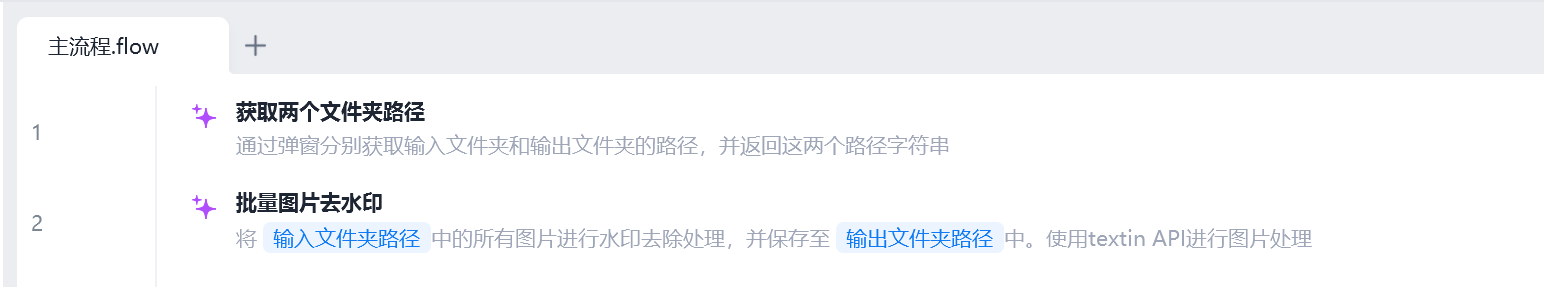 主流程.flow
1
获取两个文件夹路径
通过弹窗分别获取输入文件夹和输出文件夹的路径，并返回这两个路径字符串
2
批量图片去水印
将 输入文件夹路径 中的所有图片进行水印去除处理，并保存至 输出文件夹路径 中。使用textin API进行图片处理